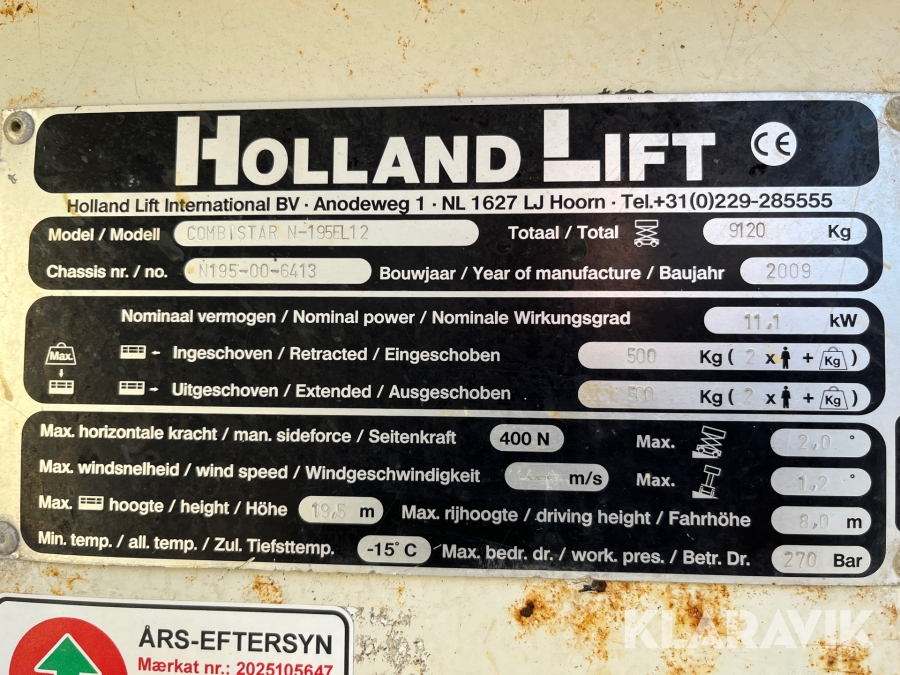 HOLLAND LIFT CE
Holland Lift International BV · Anodeweg 1 · NL 1627 LJ Hoorn · Tel.+31(0)229-285555
Model / Modell COMBISTAR N-195EL12 Totaal / Total 9120 Kg
Chassis nr. / no. N195-00-6413 Bouwjaar / Year of manufacture / Baujahr 2009
Nominaal vermogen / Nominal power / Nominale Wirkungsgrad 11,1 kW
Max. Ingeschoven / Retracted / Eingeschoben 500 Kg ( 2 x + Kg )
Uitgeschoven / Extended / Ausgeschoben 500 Kg ( 2 x + Kg )
Max. horizontale kracht / man. sideforce / Seitenkraft 400 N Max. 2,0 °
Max. windsnelheid / wind speed / Windgeschwindigkeit m/s Max. 1,2 °
Max. hoogte / height / Höhe 19,5 m Max. rijhoogte / driving height / Fahrhöhe 8,0 m
Min. temp. / all. temp. / Zul. Tiefsttemp. -15° C Max. bedr. dr. / work. pres. / Betr. Dr. 270 Bar
ÅRS-EFTERSYN
Mærkat nr.: 2025105647
KLARAVIK